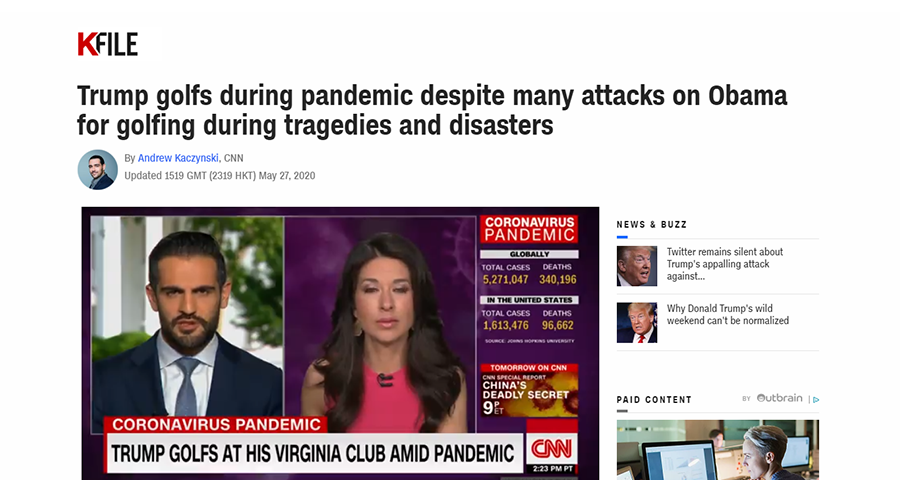 KFILE
Trump golfs during pandemic despite many attacks on Obama
for golfing during tragedies and disasters
By Andrew Kaczynski, CNN
Updated 1519 GMT (2319 HKT) May 27, 2020
CORONAVIRUS
PANDEMIC
GLOBALLY
TOTAL CASES DEATHS
5,271,047 340,196
IN THE UNITED STATES
TOTAL CASES DEATHS
1,613,476 96,662
SOURCE: JOHNS HOPKINS UNIVERSITY
TOMORROW ON CNN
CNN SPECIAL REPORT
CHINA'S
DEADLY SECRET
9P ET
CORONAVIRUS PANDEMIC
TRUMP GOLFS AT HIS VIRGINIA CLUB AMID PANDEMIC
CNN
2:23 PM PT
NEWS & BUZZ
Twitter remains silent about
Trump's appalling attack
against...
Why Donald Trump's wild
weekend can't be normalized
PAID CONTENT
BY Outbrain